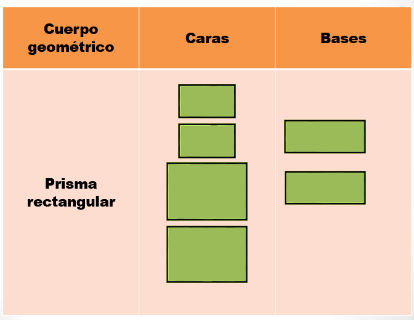 Cuerpo
geométrico
Caras
Bases
Prisma
rectangular